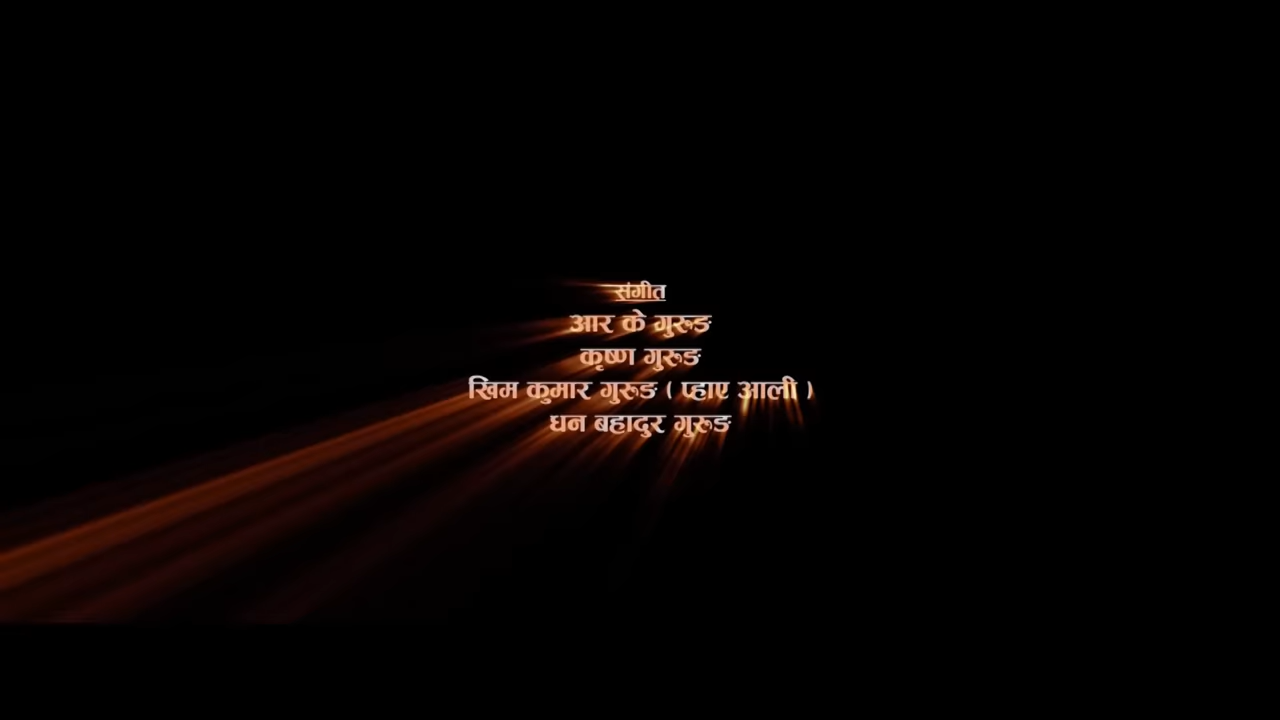 संगीत
आर के गुरुङ
कृष्ण गुरुङ
खिम कुमार गुरुङ ( प्हाए आली )
धन बहादुर गुरुङ